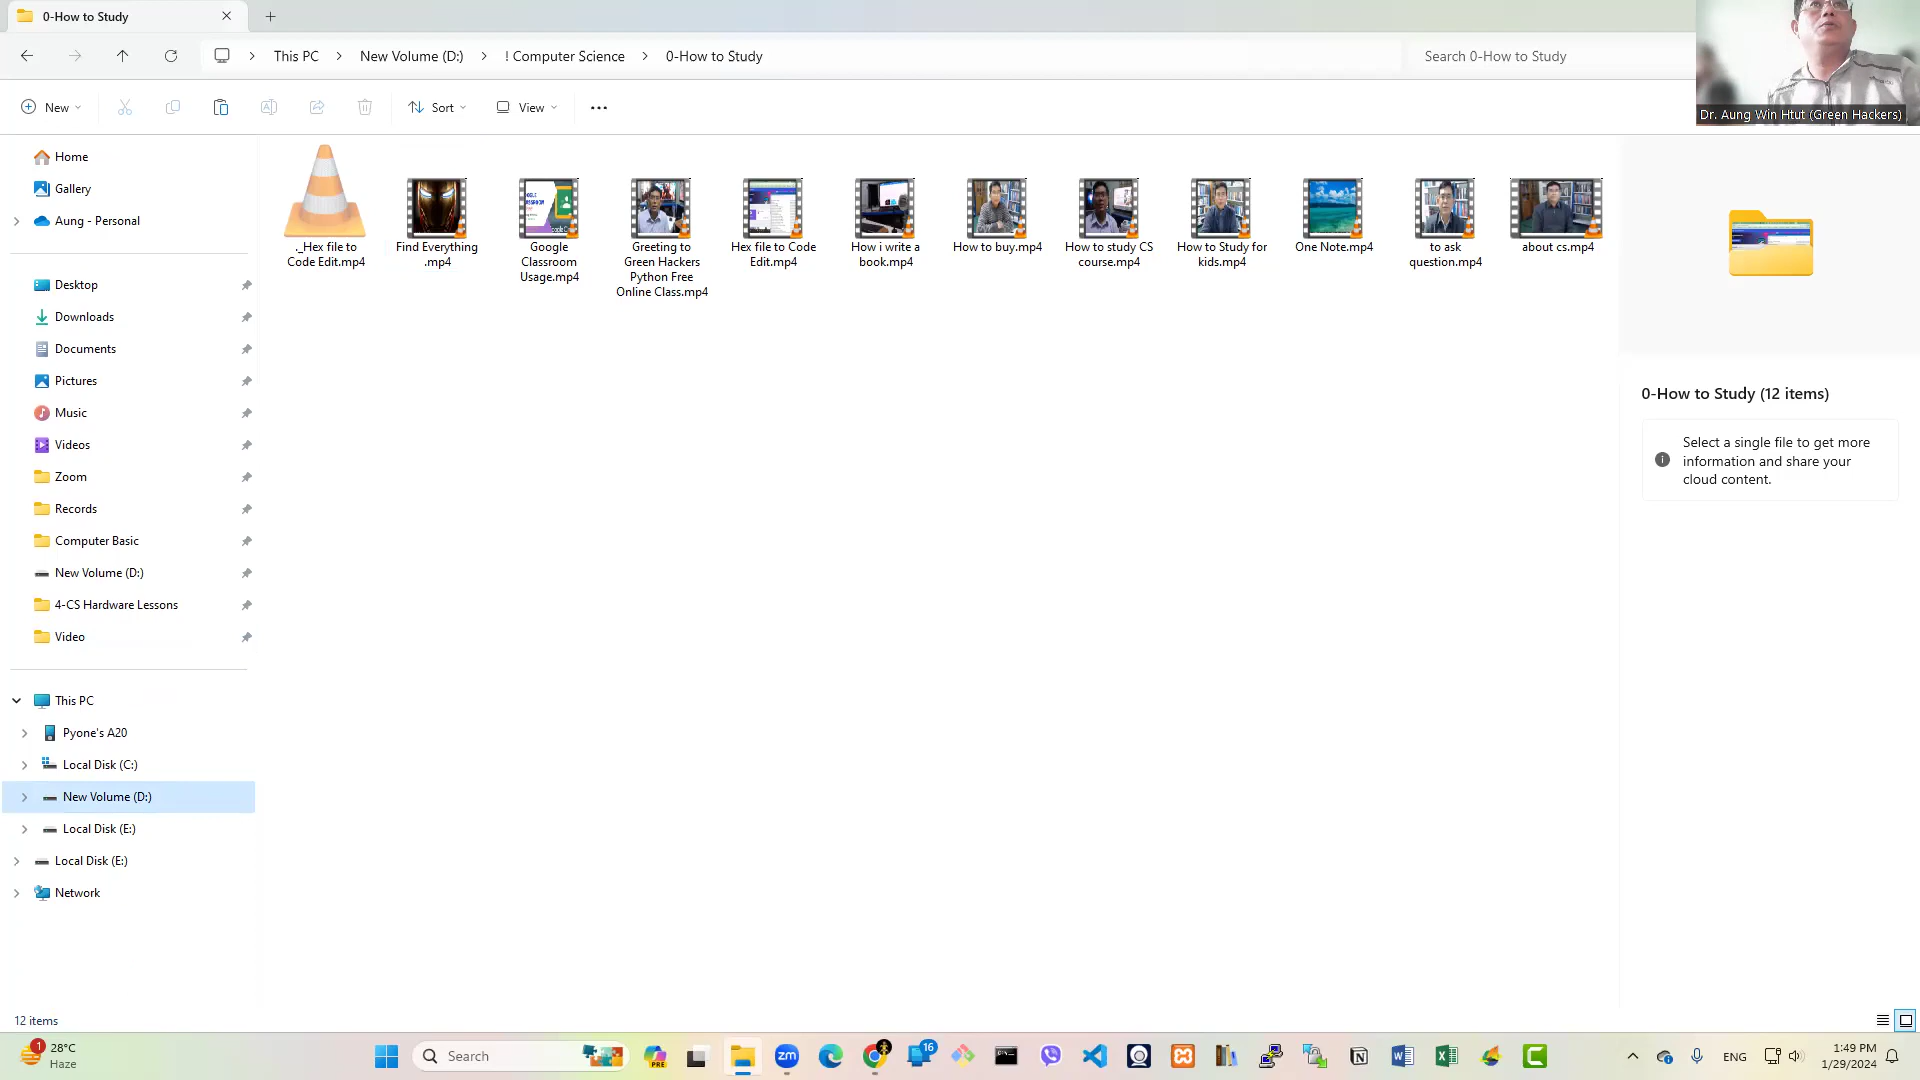 0-How to Study
This PC
New Volume (D:)
! Computer Science
0-How to Study
Search 0-How to Study
New
Sort
View
Dr. Aung Win Htut (Green Hackers)
Home
Gallery
Aung - Personal
Desktop
Downloads
Documents
Pictures
Music
Videos
Zoom
Records
Computer Basic
New Volume (D:)
4-CS Hardware Lessons
Video
This PC
Pyone's A20
Local Disk (C:)
New Volume (D:)
Local Disk (E:)
Local Disk (E:)
Network
._Hex file to
Code Edit.mp4
Find Everything
.mp4
Google
Classroom
Usage.mp4
Greeting to
Green Hackers
Python Free
Online Class.mp4
Hex file to Code
Edit.mp4
How i write a
book.mp4
How to buy.mp4
How to study CS
course.mp4
How to Study for
kids.mp4
One Note.mp4
to ask
question.mp4
about cs.mp4
0-How to Study (12 items)
Select a single file to get more
information and share your
cloud content.
12 items
1
28°C
Haze
Search
PRE
zm
16
ENG
1:49 PM
1/29/2024